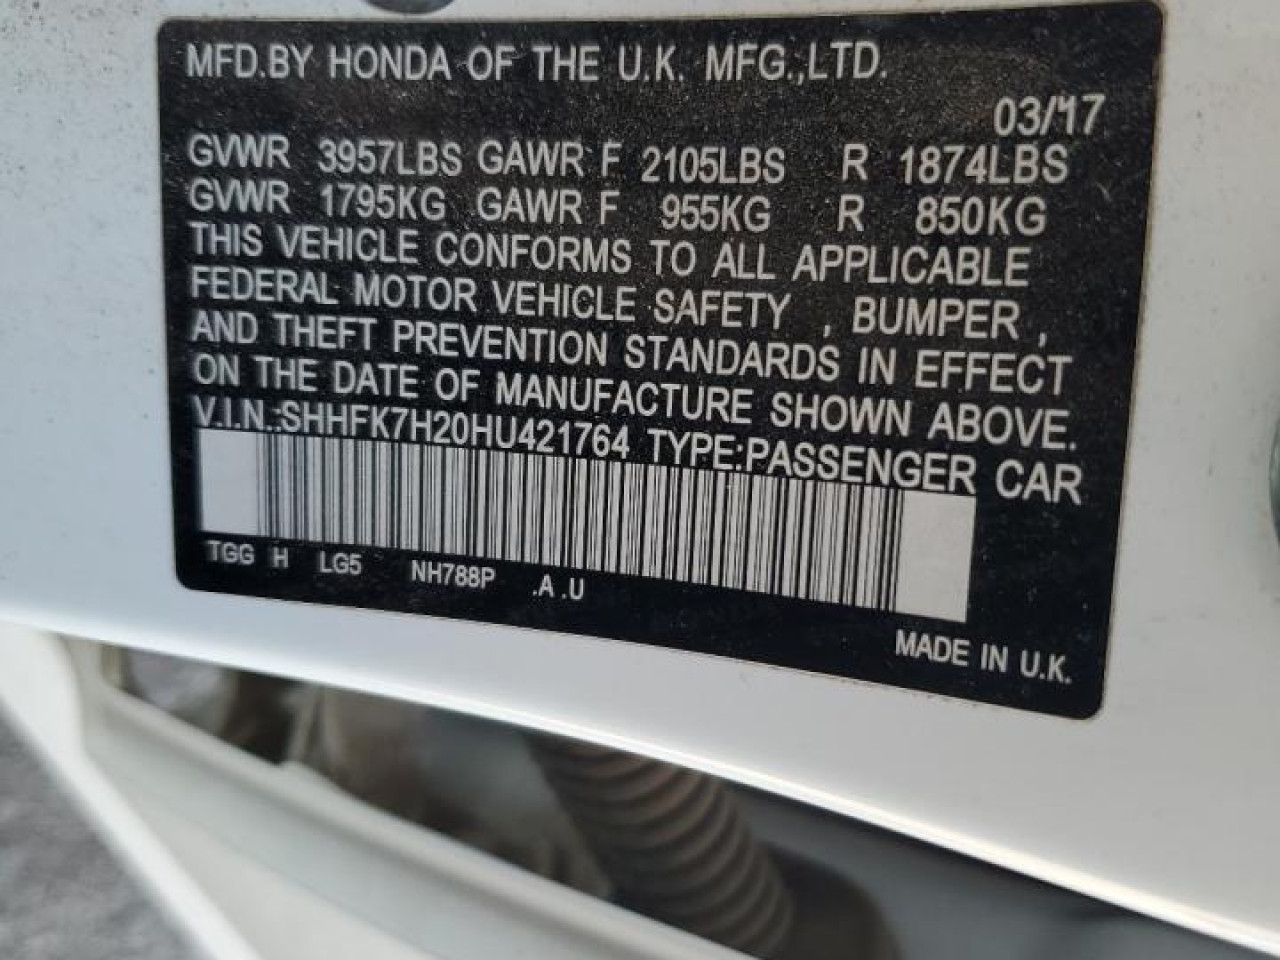 MFD.BY HONDA OF THE U.K. MFG.,LTD.
03/17
GVWR 3957LBS GAWR F 2105LBS R 1874LBS
GVWR 1795KG GAWR F 955KG R 850KG
THIS VEHICLE CONFORMS TO ALL APPLICABLE
FEDERAL MOTOR VEHICLE SAFETY , BUMPER ,
AND THEFT PREVENTION STANDARDS IN EFFECT
ON THE DATE OF MANUFACTURE SHOWN ABOVE.
V.I.N.:SHHFK7H20HU421764 TYPE:PASSENGER CAR
TGG H LG5 NH788P .A .U
MADE IN U.K.